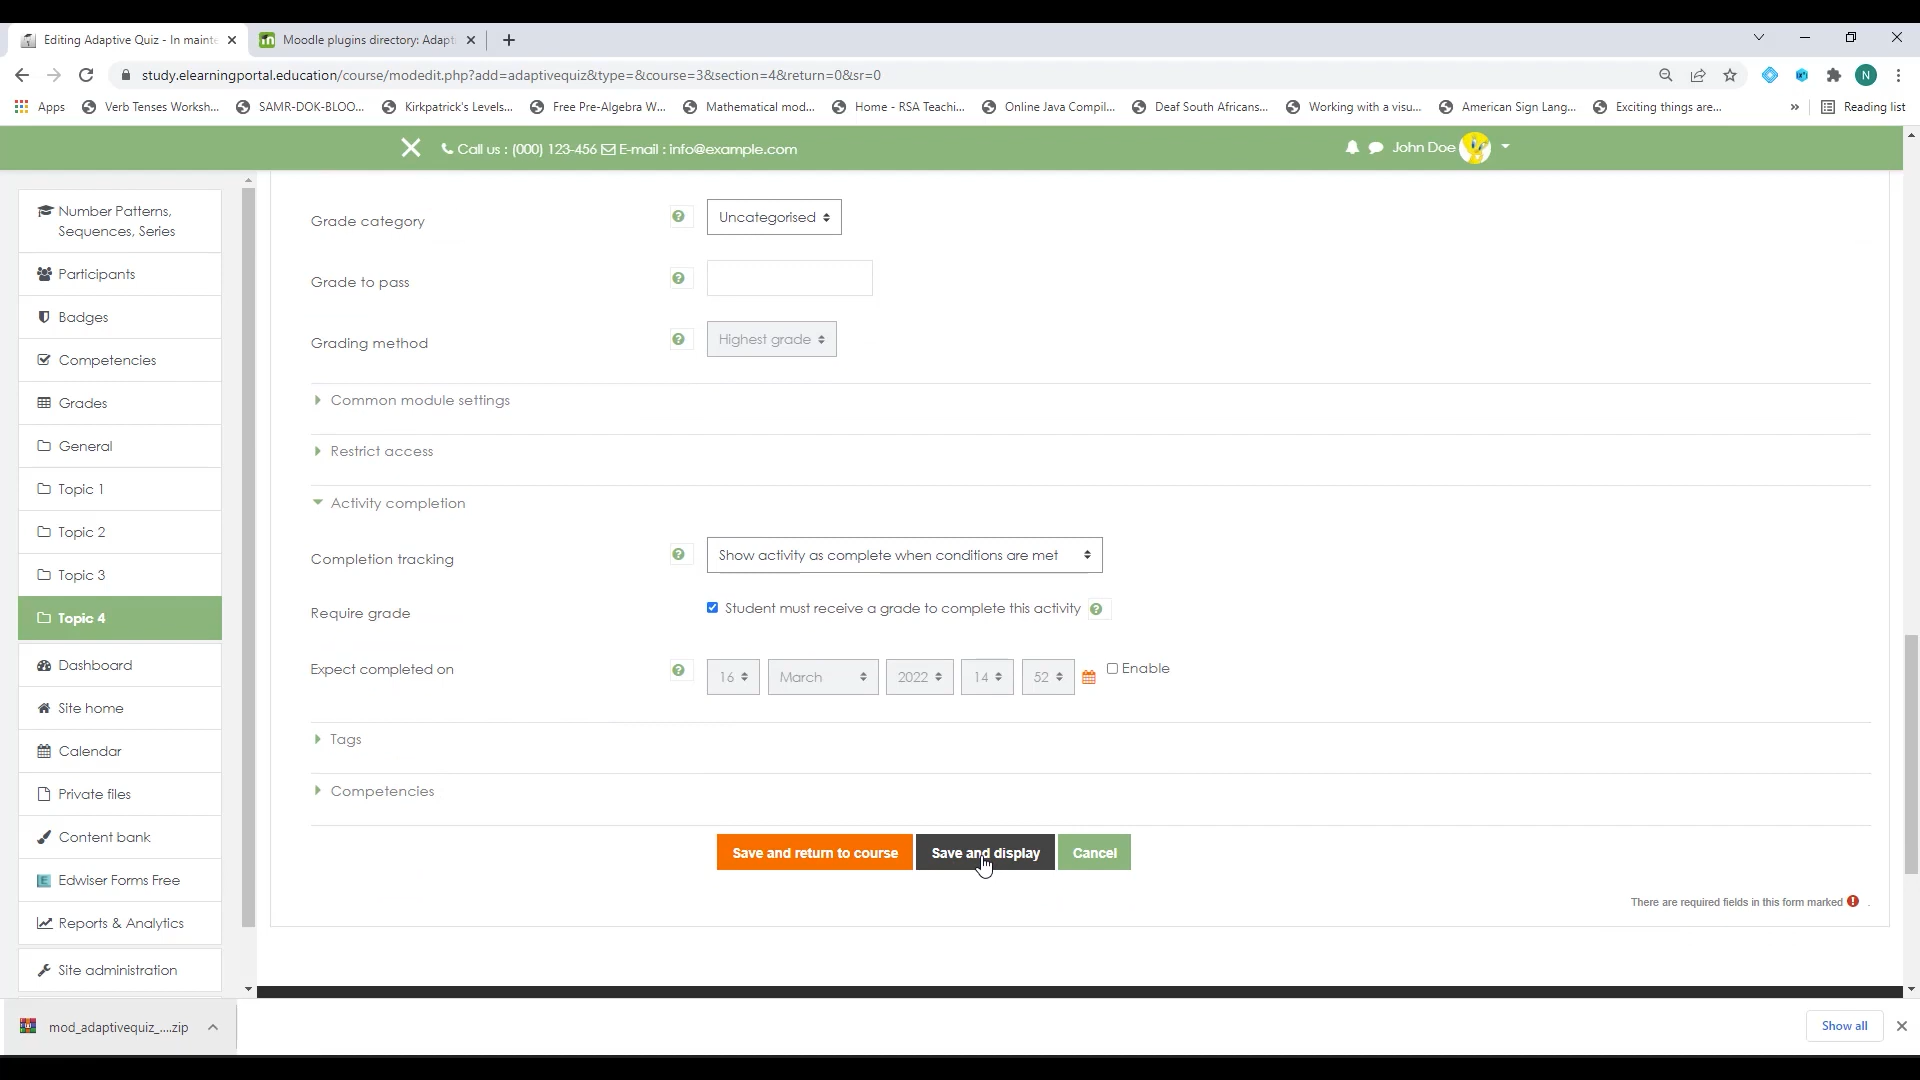 Editing Adaptive Quiz - In mainte
Moodle plugins directory: Adapt
study.elearningportal.education/course/modedit.php?add=adaptivequiz&type=&course=3&section=4&return=0&sr=0
N
Apps
Verb Tenses Worksh...
SAMR-DOK-BLOO...
Kirkpatrick's Levels...
Free Pre-Algebra W...
Mathematical mod...
Home - RSA Teachi...
Online Java Compil...
Deaf South Africans...
Working with a visu...
American Sign Lang...
Exciting things are...
»
Reading list
Call us : (000) 123-456 E-mail : info@example.com
John Doe
Number Patterns,
Sequences, Series
Participants
Badges
Competencies
Grades
General
Topic 1
Topic 2
Topic 3
Topic 4
Dashboard
Site home
Calendar
Private files
Content bank
Edwiser Forms Free
Reports & Analytics
Site administration
Grade category
Uncategorised
Grade to pass
Grading method
Highest grade
Common module settings
Restrict access
Activity completion
Completion tracking
Show activity as complete when conditions are met
Require grade
Student must receive a grade to complete this activity
Expect completed on
16 March 2022 14 52 Enable
Tags
Competencies
Save and return to course
Save and display
Cancel
There are required fields in this form marked .
mod_adaptivequiz_....zip
Show all